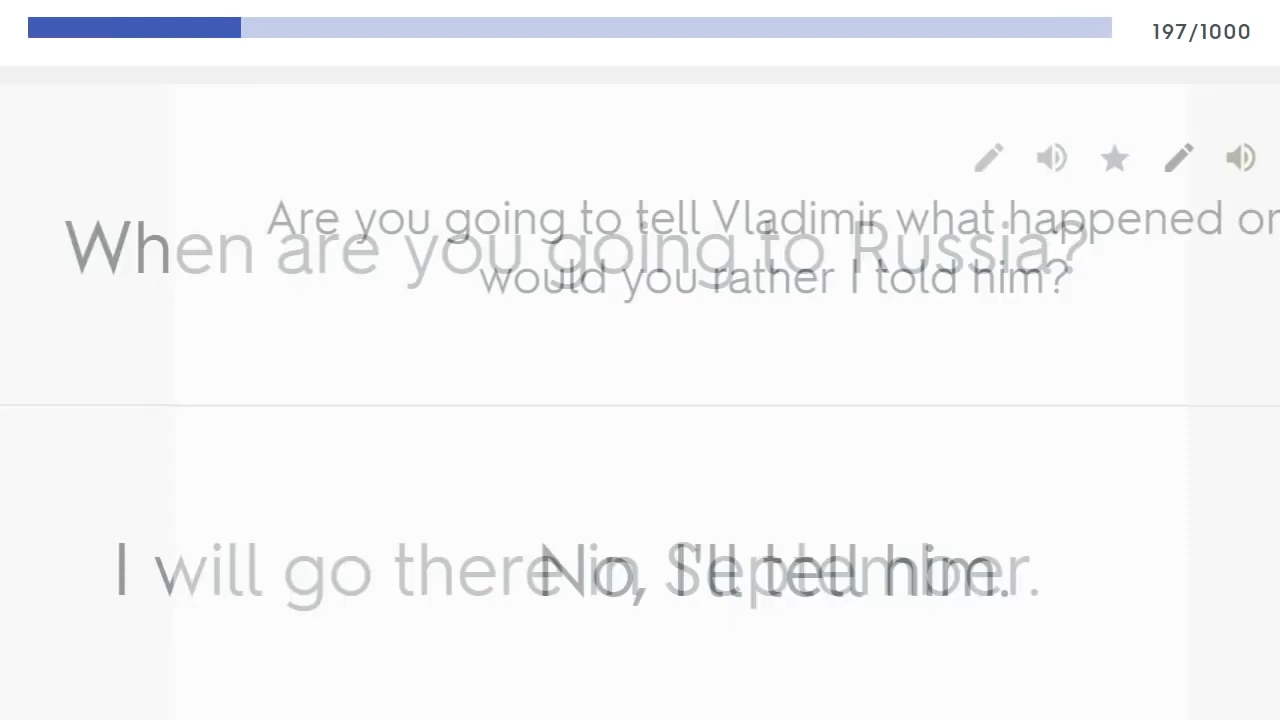 197/1000
Are you going to tell Vladimir what happened or
would you rather I told him?
When are you going to Russia?
No, I'll tell him.
I will go there in September.